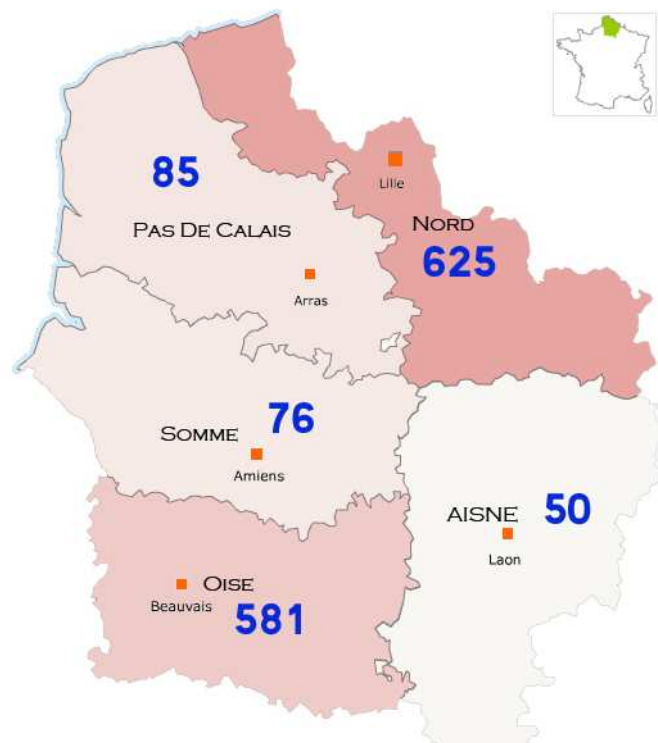 85
Lille
PAS DE CALAIS
NORD
625
Arras
76
SOMME
Amiens
50
AISNE
Laon
OISE
Beauvais
581